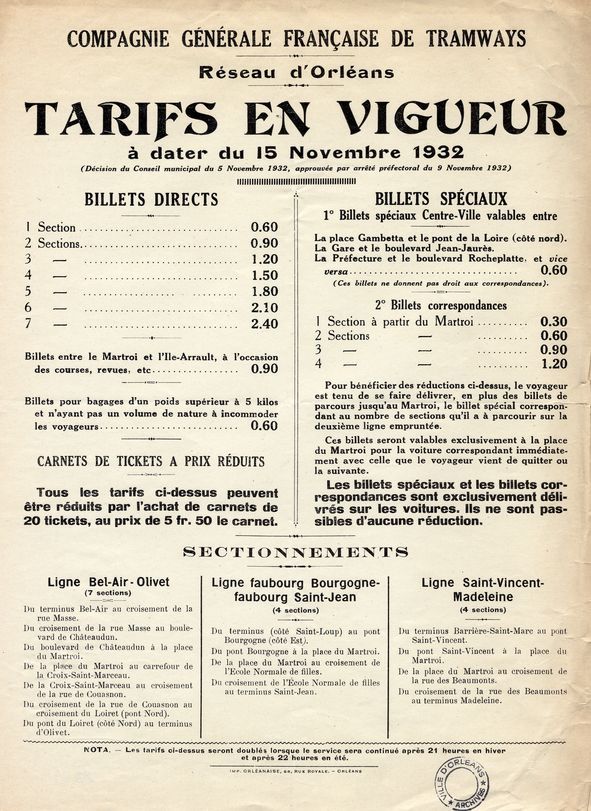 COMPAGNIE GÉNÉRALE FRANÇAISE DE TRAMWAYS
Réseau d'Orléans
TARIFS EN VIGUEUR
à dater du 15 Novembre 1932
(Décision du Conseil municipal du 5 Novembre 1932, approuvée par arrêté préfectoral du 9 Novembre 1932)
BILLETS DIRECTS
1 Section ........ 0.60
2 Sections........ 0.90
3 — ........ 1.20
4 — ........ 1.50
5 — ........ 1.80
6 — ........ 2.10
7 — ........ 2.40
Billets entre le Martroi et l'Ile-Arrault, à l'occasion
des courses, revues, etc........ 0.90
Billets pour bagages d'un poids supérieur à 5 kilos
et n'ayant pas un volume de nature à incommoder
les voyageurs........ 0.60
CARNETS DE TICKETS A PRIX RÉDUITS
Tous les tarifs ci-dessus peuvent
être réduits par l'achat de carnets de
20 tickets, au prix de 5 fr. 50 le carnet.
BILLETS SPÉCIAUX
1° Billets spéciaux Centre-Ville valables entre
La place Gambetta et le pont de la Loire (côté nord).
La Gare et le boulevard Jean-Jaurès.
La Préfecture et le boulevard Rocheplatte, et vice
versa........ 0.60
(Ces billets ne donnent pas droit aux correspondances).
2° Billets correspondances
1 Section à partir du Martroi ........ 0.30
2 Sections — ........ 0.60
3 — — ........ 0.90
4 — — ........ 1.20
Pour bénéficier des réductions ci-dessus, le voyageur
est tenu de se faire délivrer, en plus des billets de
parcours jusqu'au Martroi, le billet spécial correspon-
dant au nombre de sections qu'il a à parcourir sur la
deuxième ligne empruntée.
Ces billets seront valables exclusivement à la place
du Martroi pour la voiture correspondant immédiate-
ment avec celle que le voyageur vient de quitter ou
la suivante.
Les billets spéciaux et les billets cor-
respondances sont exclusivement déli-
vrés sur les voitures. Ils ne sont pas-
sibles d'aucune réduction.
SECTIONNEMENTS
Ligne Bel-Air-Olivet
(7 sections)
Du terminus Bel-Air au croisement de la
rue Masse.
Du croisement de la rue Masse au boule-
vard de Châteaudun.
Du boulevard de Châteaudun à la place
du Martroi.
De la place du Martroi au carrefour de
la Croix-Saint-Marceau.
De la Croix-Saint-Marceau au croisement
de la rue de Couasnon.
Du croisement de la rue de Couasnon au
croisement du Loiret (pont Nord).
Du pont du Loiret (côté Nord) au terminus
d'Olivet.
Ligne faubourg Bourgogne-
faubourg Saint-Jean
(4 sections)
Du terminus (côté Saint-Loup) au pont
Bourgogne (côté Est).
Du pont Bourgogne à la place du Martroi.
De la place du Martroi au croisement de
l'Ecole Normale de filles.
Du croisement de l'Ecole Normale de filles
au terminus Saint-Jean.
Ligne Saint-Vincent-
Madeleine
(4 sections)
Du terminus Barrière-Saint-Marc au pont
Saint-Vincent.
Du pont Saint-Vincent à la place du
Martroi.
De la place du Martroi au croisement de
la rue des Beaumonts.
Du croisement de la rue des Beaumonts
au terminus Madeleine.
NOTA. — Les tarifs ci-dessus seront doublés lorsque le service sera continué après 21 heures en hiver
et après 22 heures en été.
IMP. ORLÉANAISE, 68, RUE ROYALE. — ORLÉANS
VILLE D'ORLÉANS
ARCHIVES